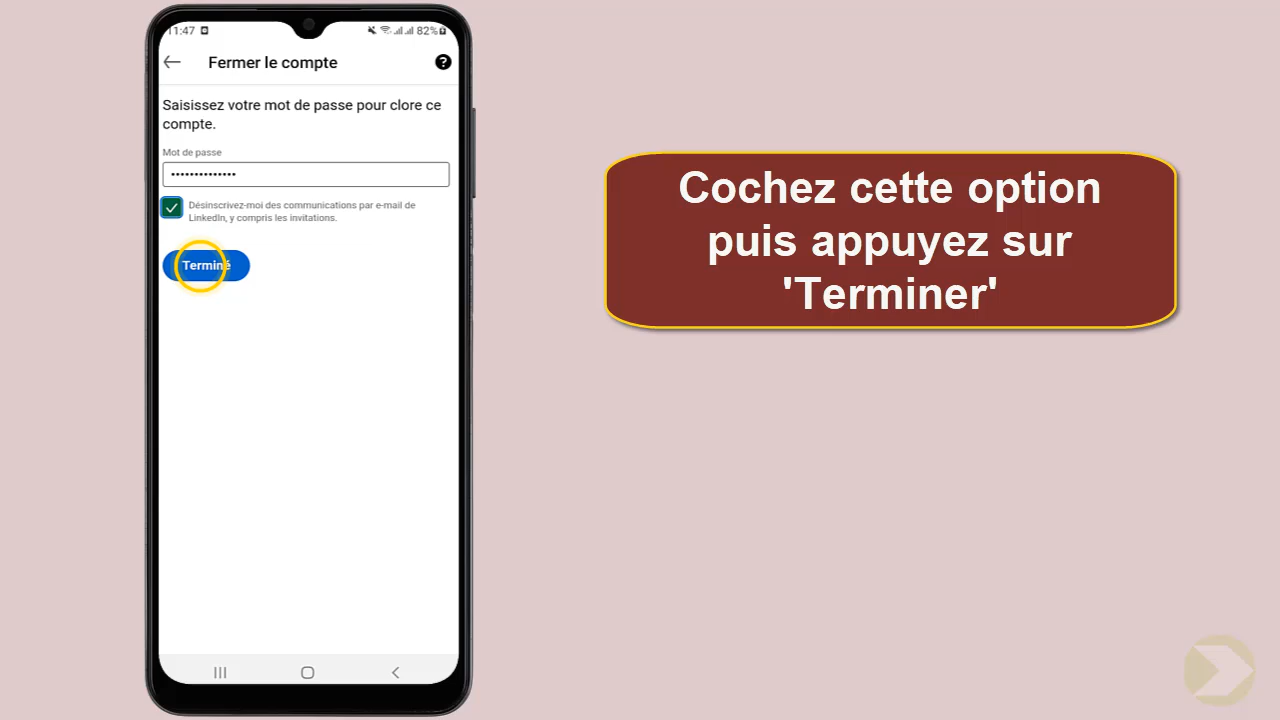 11:47
82%
Fermer le compte
?
Saisissez votre mot de passe pour clore ce
compte.
Mot de passe
••••••••••••••
Désinscrivez-moi des communications par e-mail de
LinkedIn, y compris les invitations.
Terminé
Cochez cette option
puis appuyez sur
'Terminer'